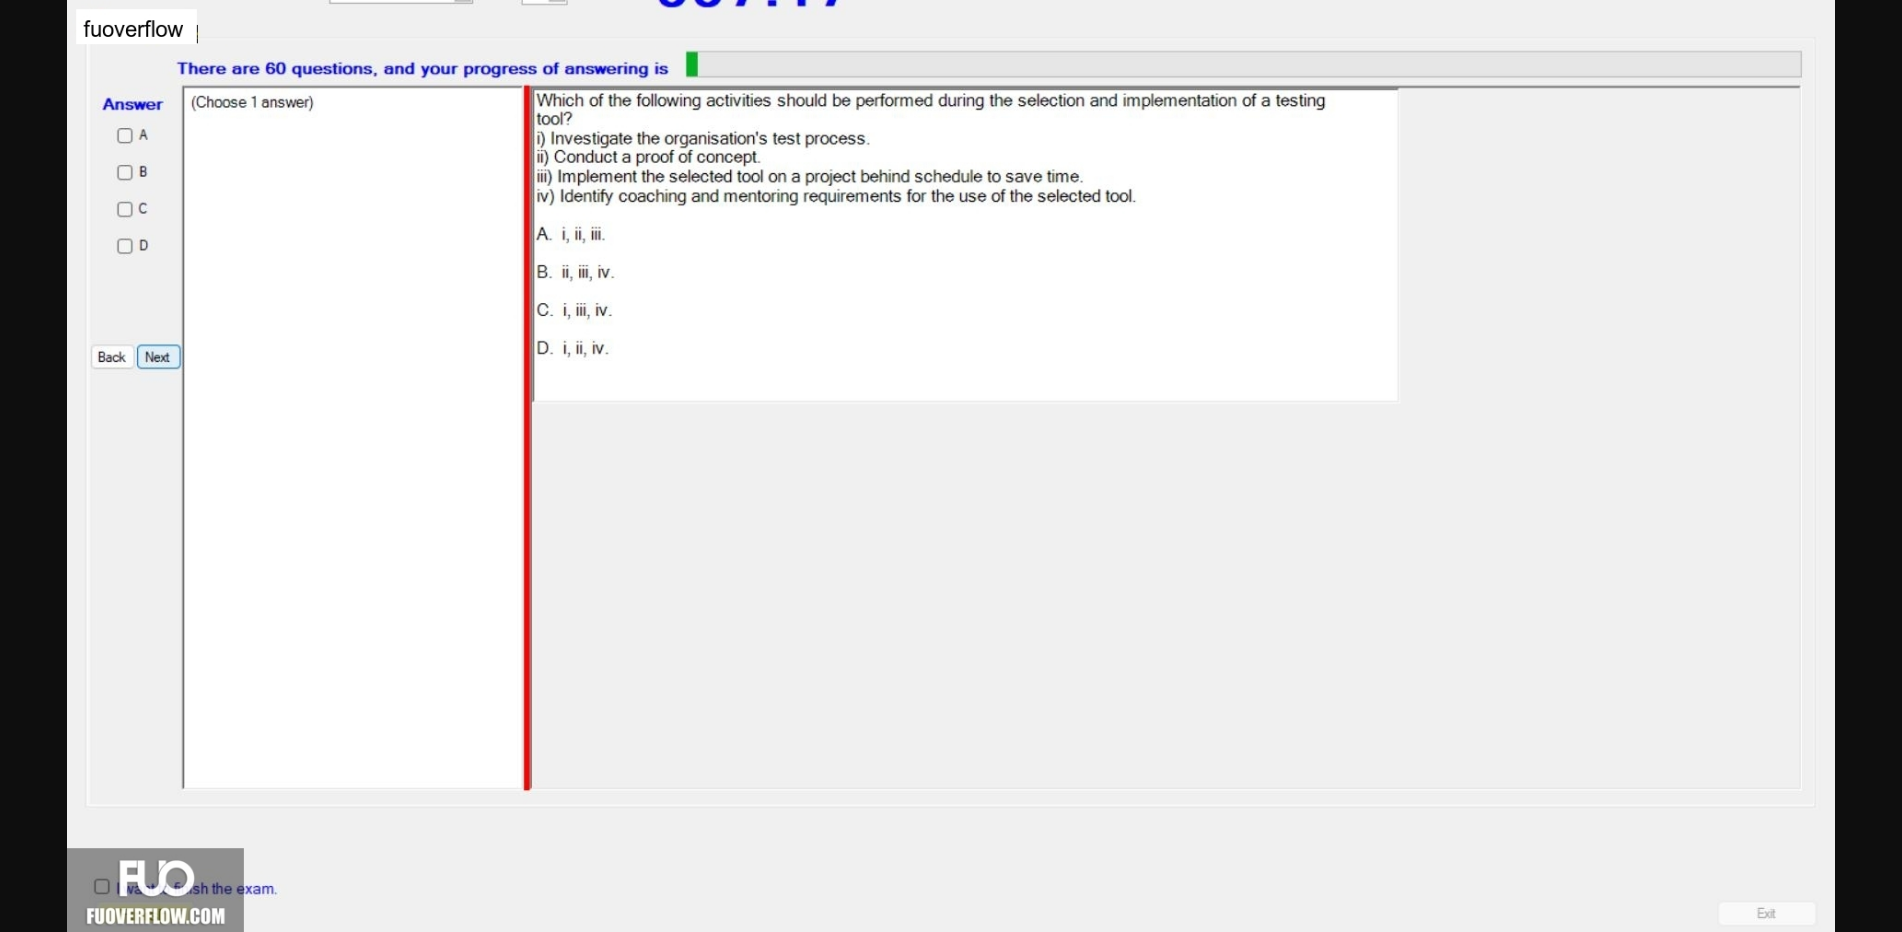 fuoverflow
There are 60 questions, and your progress of answering is
Answer
(Choose 1 answer)
A
B
C
D
Back
Next
Which of the following activities should be performed during the selection and implementation of a testing
tool?
i) Investigate the organisation's test process.
ii) Conduct a proof of concept.
iii) Implement the selected tool on a project behind schedule to save time.
iv) Identify coaching and mentoring requirements for the use of the selected tool.
A. i, ii, iii.
B. ii, iii, iv.
C. i, iii, iv.
D. i, ii, iv.
FUO
I want finish the exam.
FUOVERFLOW.COM
Exit